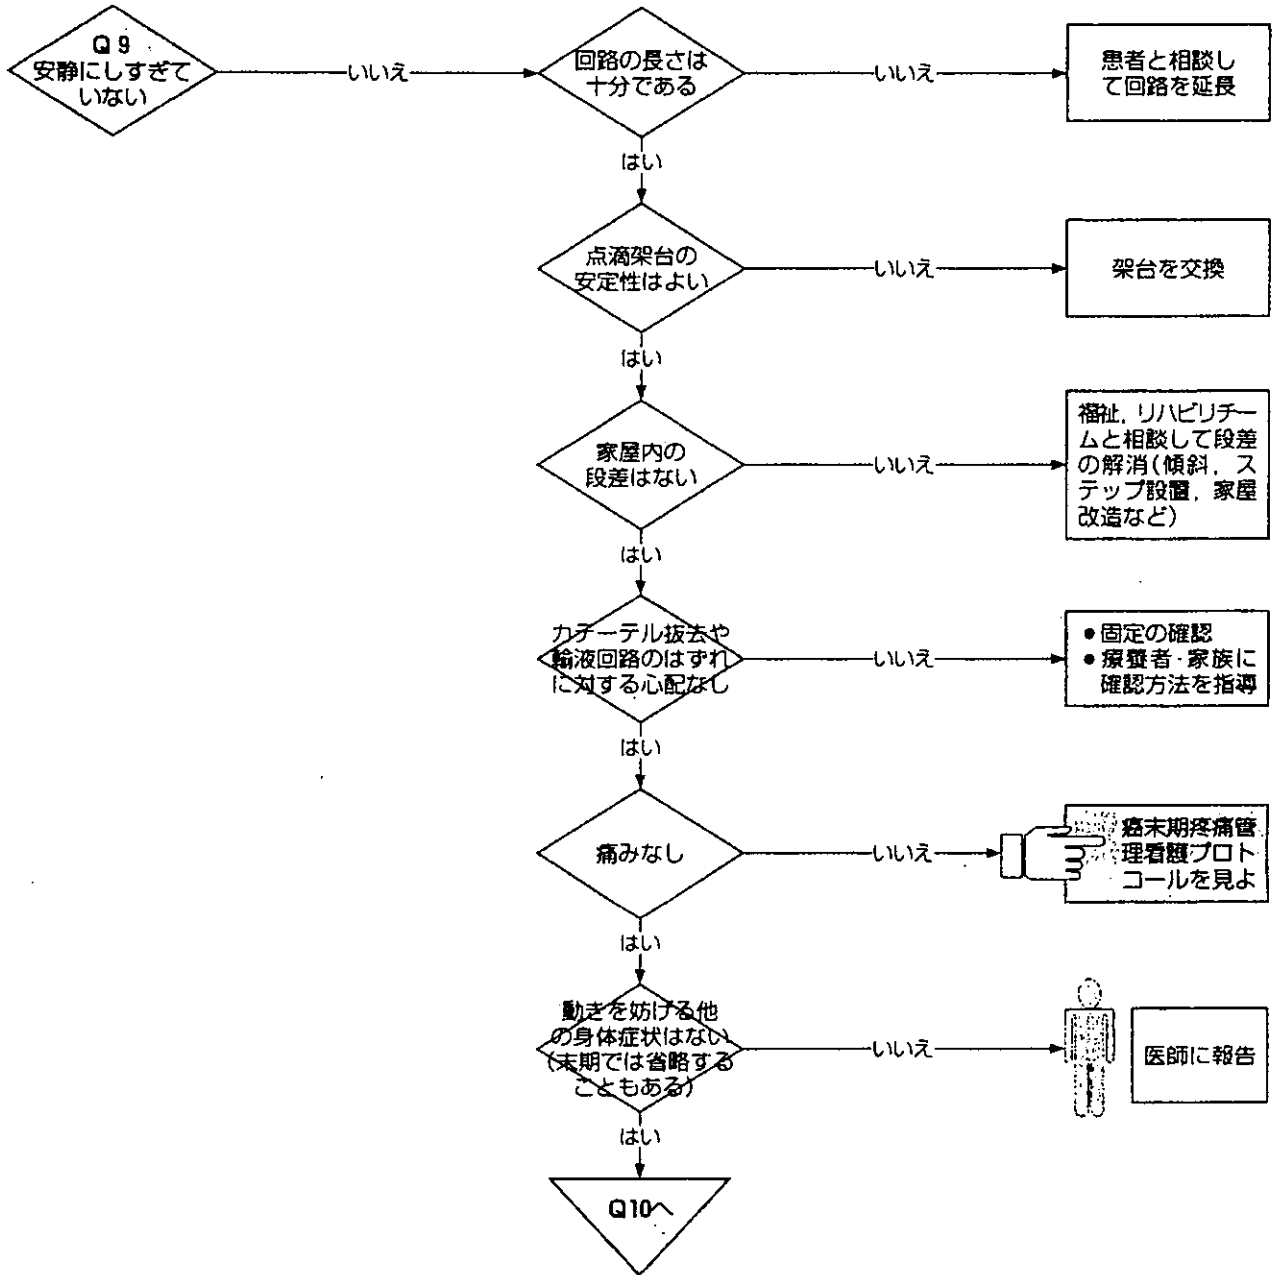 Q9
安静にしすぎて
いない
いいえ
回路の長さは
十分である
いいえ
患者と相談し
て回路を延長
はい
点滴架台の
安定性はよい
いいえ
架台を交換
はい
家屋内の
段差はない
いいえ
福祉，リハビリチー
ムと相談して段差
の解消(傾斜，ス
テップ設置，家屋
改造など)
はい
カテーテル抜去や
輸液回路のはずれ
に対する心配なし
いいえ
●固定の確認
●療養者・家族に
確認方法を指導
はい
痛みなし
いいえ
癌末期疼痛管
理看護プロト
コールを見よ
はい
動きを妨げる他
の身体症状はない
(末期では省略する
こともある)
いいえ
医師に報告
はい
Q10へ